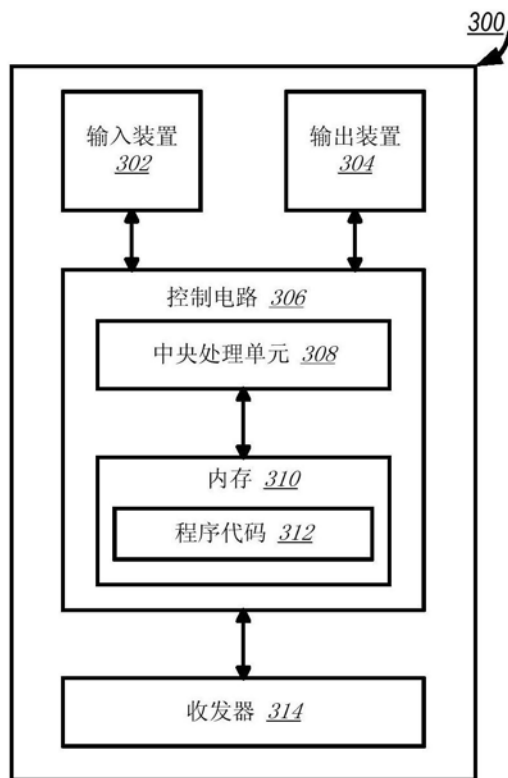 300
输入装置
302
输出装置
304
控制电路 306
中央处理单元 308
内存 310
程序代码 312
收发器 314